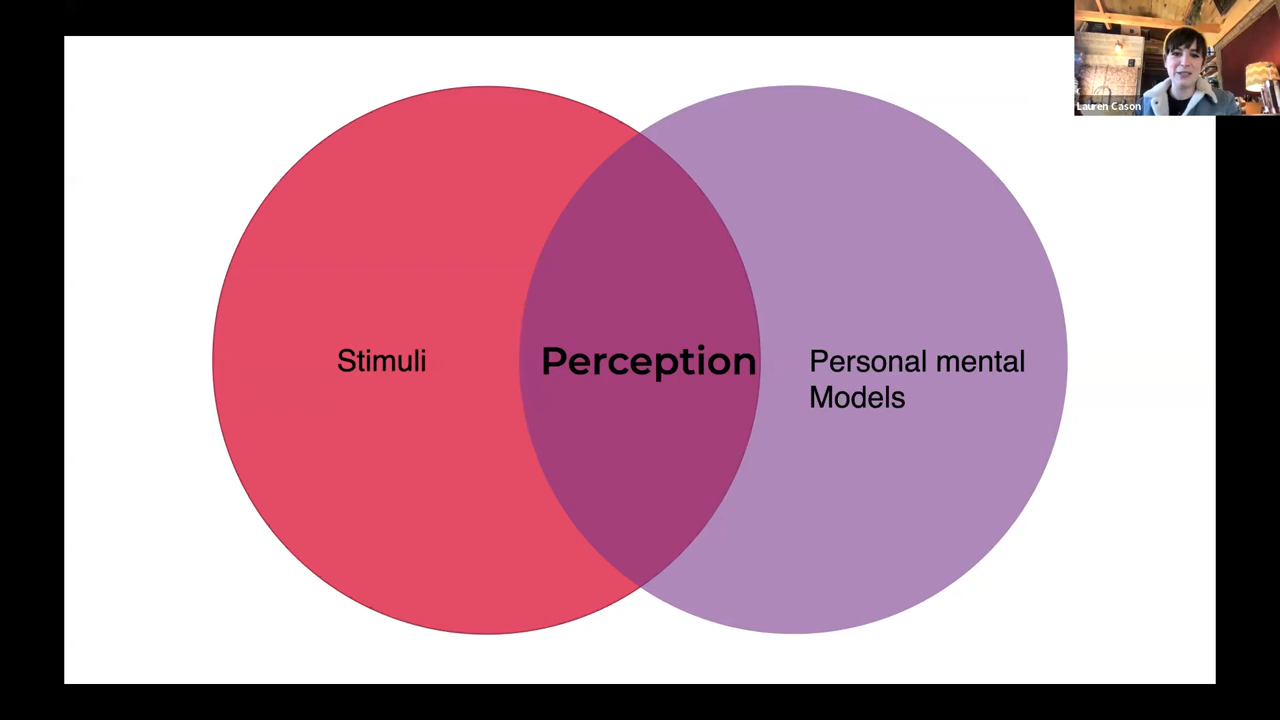 Lauren Cason
Stimuli
Perception
Personal mental
Models